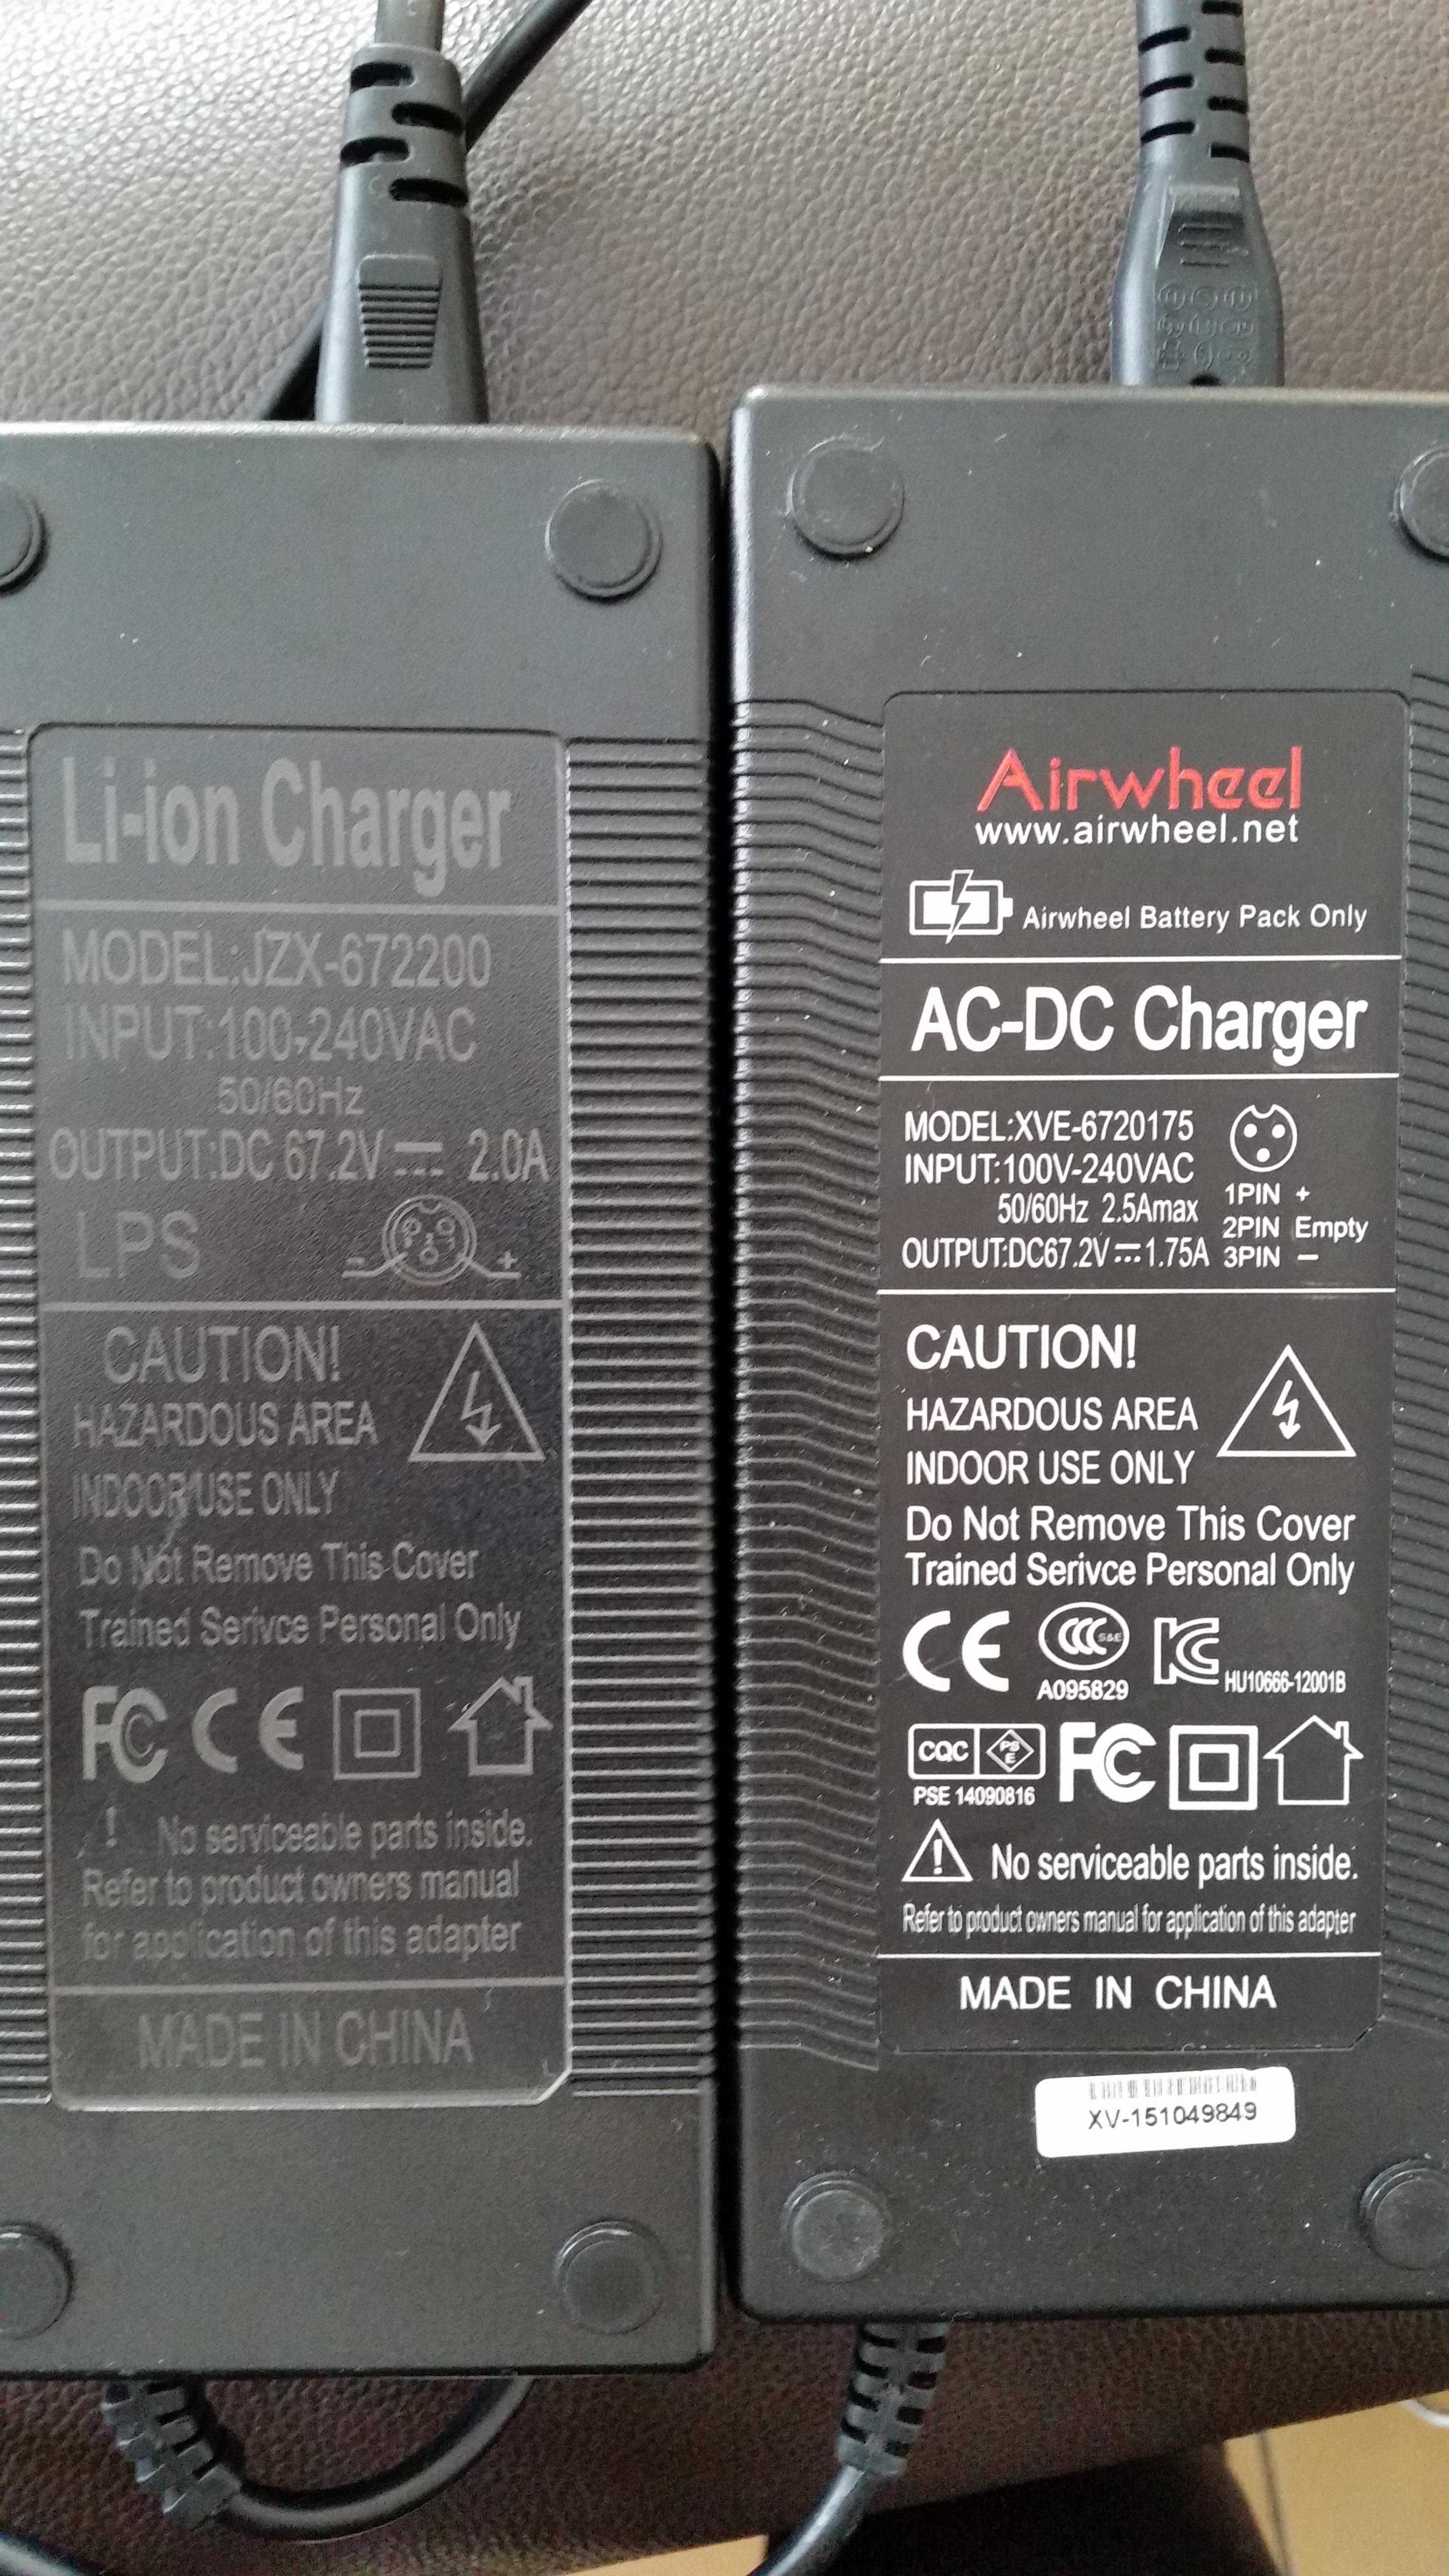 Li-ion Charger
MODEL:JZX-672200
INPUT:100-240VAC
50/60Hz
OUTPUT:DC 67.2V 2.0A
LPS
- +
CAUTION!
HAZARDOUS AREA
INDOOR USE ONLY
Do Not Remove This Cover
Trained Serivce Personal Only
FC CE
! No serviceable parts inside.
Refer to product owners manual
for application of this adapter
MADE IN CHINA
Airwheel
www.airwheel.net
Airwheel Battery Pack Only
AC-DC Charger
MODEL:XVE-6720175
INPUT:100V-240VAC
50/60Hz 2.5Amax
OUTPUT:DC67.2V 1.75A
1PIN +
2PIN Empty
3PIN -
CAUTION!
HAZARDOUS AREA
INDOOR USE ONLY
Do Not Remove This Cover
Trained Serivce Personal Only
CE CCC S&E KC
A095829 HU10666-12001B
CQC PSE FC
PSE 14090816
! No serviceable parts inside.
Refer to product owners manual for application of this adapter
MADE IN CHINA
XV-151049849